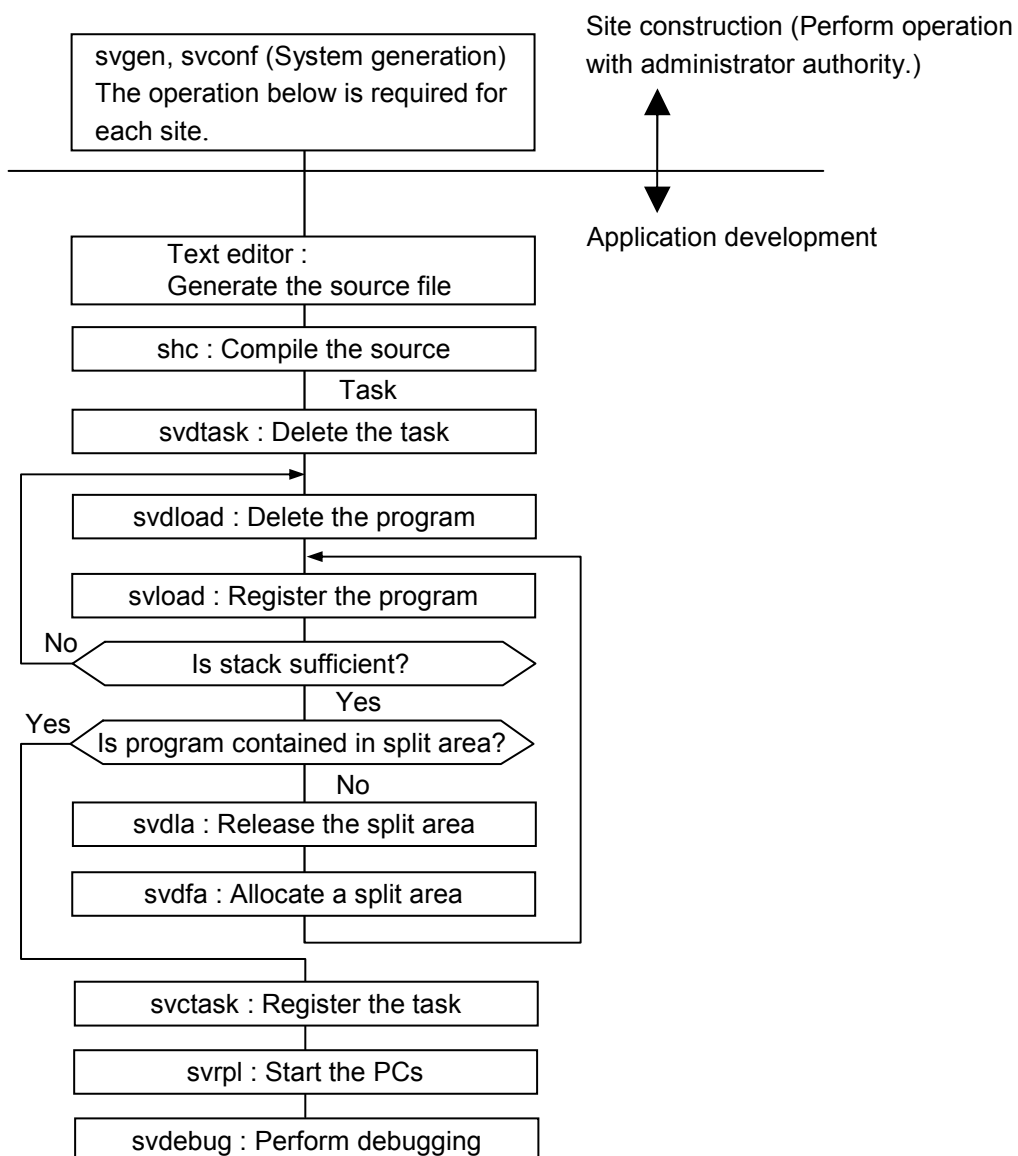 Site construction (Perform operation
with administrator authority.)
svgen, svconf (System generation)
The operation below is required for
each site.
Application development
Text editor :
Generate the source file
shc : Compile the source
Task
svdtask : Delete the task
svdload : Delete the program
svload : Register the program
No
Is stack sufficient?
Yes
Yes
Is program contained in split area?
No
svdla : Release the split area
svdfa : Allocate a split area
svctask : Register the task
svrpl : Start the PCs
svdebug : Perform debugging